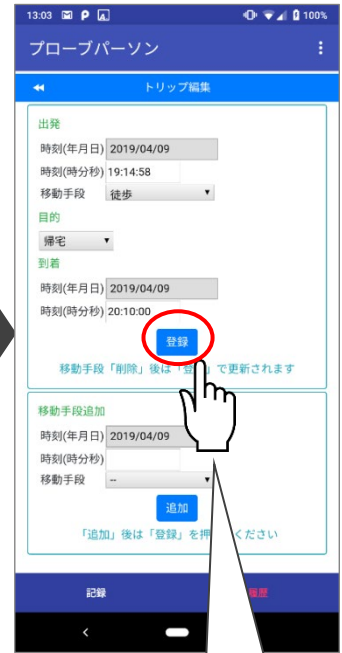 13:03 100%
プローブパーソン
トリップ編集
出発
時刻(年月日) 2019/04/09
時刻(時分秒) 19:14:58
移動手段 徒歩
目的
帰宅
到着
時刻(年月日) 2019/04/09
時刻(時分秒) 20:10:00
登録
移動手段「削除」後は「登 で更新されます
移動手段追加
時刻(年月日) 2019/04/09
時刻(時分秒)
移動手段 --
追加
「追加」後は「登録」を押 ください
記録 履歴